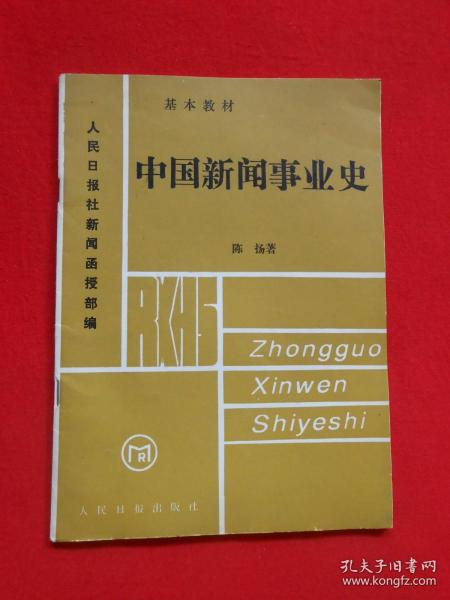 基本教材
中国新闻事业史
陈 扬著
人民日报社新闻函授部编
RXHS
Zhongguo
Xinwen
Shiyeshi
MR
人民日报出版社
孔夫子旧书网
www.kongfz.com